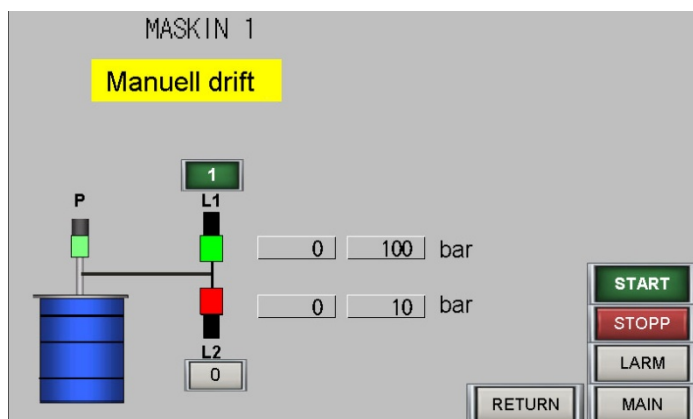 MASKIN 1
Manuell drift
1
P
L1
0 100 bar
0 10 bar
L2
0
START
STOPP
LARM
RETURN MAIN